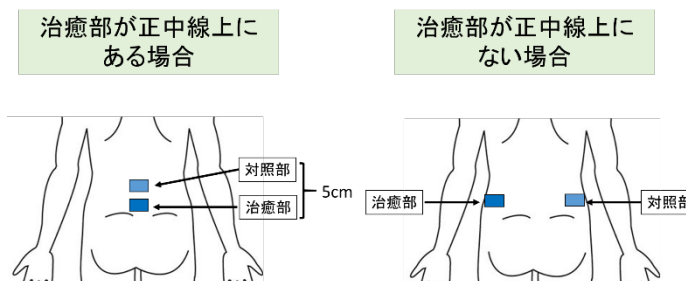 治癒部が正中線上に
ある場合
治癒部が正中線上に
ない場合
対照部
治癒部
5cm
治癒部
対照部